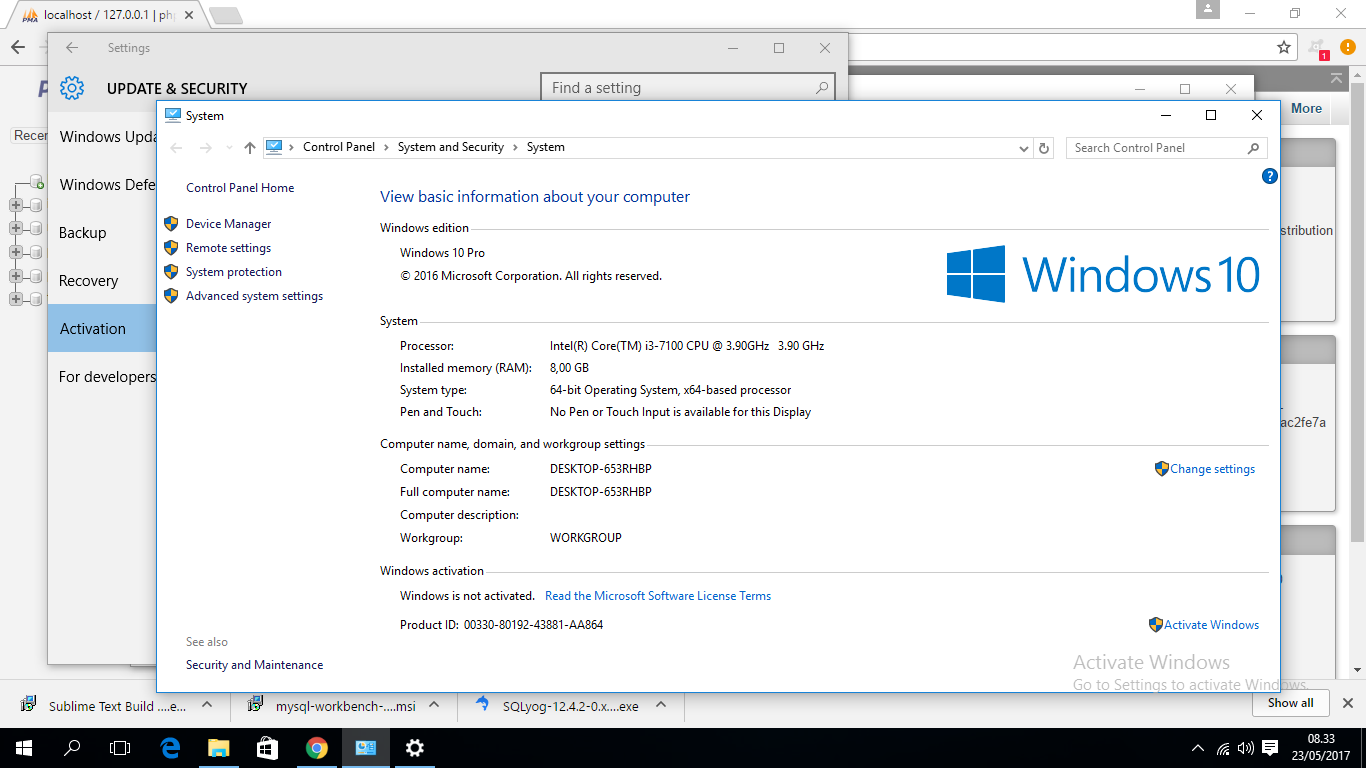 localhost / 127.0.0.1 | ph
Settings
UPDATE & SECURITY
Find a setting
More
Recer
Windows Upda
Windows Defe
Backup
Recovery
Activation
For developers
System
Control Panel > System and Security > System
Search Control Panel
Control Panel Home
Device Manager
Remote settings
System protection
Advanced system settings
See also
Security and Maintenance
View basic information about your computer
Windows edition
Windows 10 Pro
© 2016 Microsoft Corporation. All rights reserved.
Windows 10
System
Processor: Intel(R) Core(TM) i3-7100 CPU @ 3.90GHz 3.90 GHz
Installed memory (RAM): 8,00 GB
System type: 64-bit Operating System, x64-based processor
Pen and Touch: No Pen or Touch Input is available for this Display
Computer name, domain, and workgroup settings
Computer name: DESKTOP-653RHBP
Change settings
Full computer name: DESKTOP-653RHBP
Computer description:
Workgroup: WORKGROUP
Windows activation
Windows is not activated. Read the Microsoft Software License Terms
Product ID: 00330-80192-43881-AA864
Activate Windows
Activate Windows
Go to Settings to activate Windows.
stribution
ac2fe7a
Sublime Text Build ....e...
mysql-workbench-....msi
SQLyog-12.4.2-0.x....exe
Show all
08.33
23/05/2017